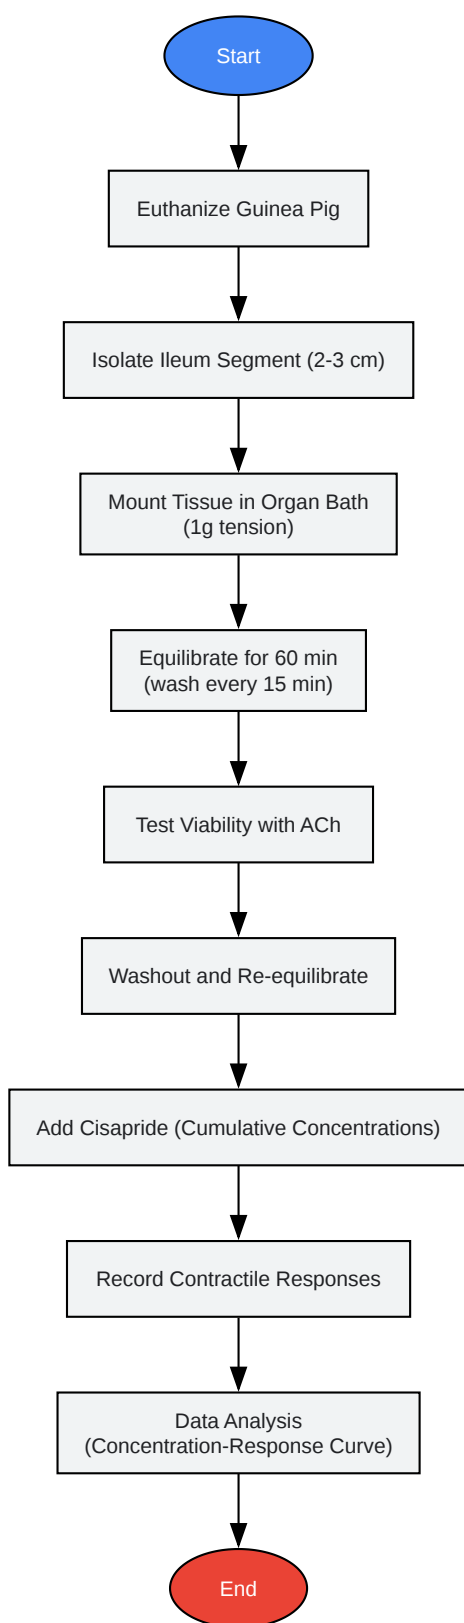 Start
Euthanize Guinea Pig
Isolate Ileum Segment (2-3 cm)
Mount Tissue in Organ Bath
(1g tension)
Equilibrate for 60 min
(wash every 15 min)
Test Viability with ACh
Washout and Re-equilibrate
Add Cisapride (Cumulative Concentrations)
Record Contractile Responses
Data Analysis
(Concentration-Response Curve)
End